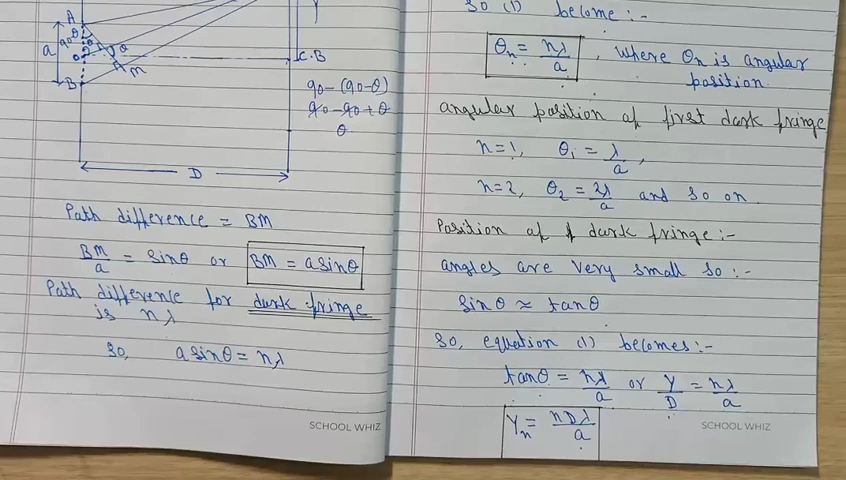 A
a
90
θ
θ
θ
B
M
Y
C.B
90-(90-θ)
90-90+θ
θ
D
Path difference = BM
BM/a = sinθ or BM = asinθ
Path difference for dark fringe
is nλ
so, asinθ = nλ
SCHOOL WHIZ
so (1) become:-
θn = nλ/a, where θn is angular
position
angular position of first dark fringe
n=1, θ1 = λ/a,
n=2, θ2 = 2λ/a and so on
Position of dark fringe:-
angles are very small so:-
sinθ ≈ tanθ
so, equation (1) becomes:-
tanθ = nλ/a or Y/D = nλ/a
Yn = nDλ/a
SCHOOL WHIZ